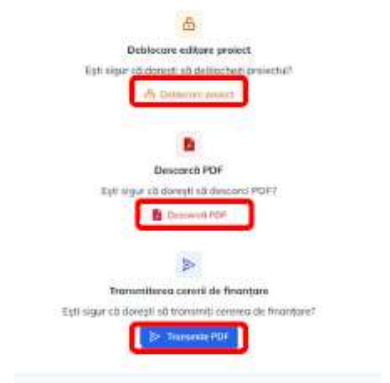 Deblocare editare proiect
Ești sigur că dorești să deblochezi proiectul?
Deblocare proiect
Descarcă PDF
Ești sigur că dorești să descarci PDF?
Descarcă PDF
Transmiterea cererii de finanțare
Ești sigur că dorești să transmiți cererea de finanțare?
Transmite PDF